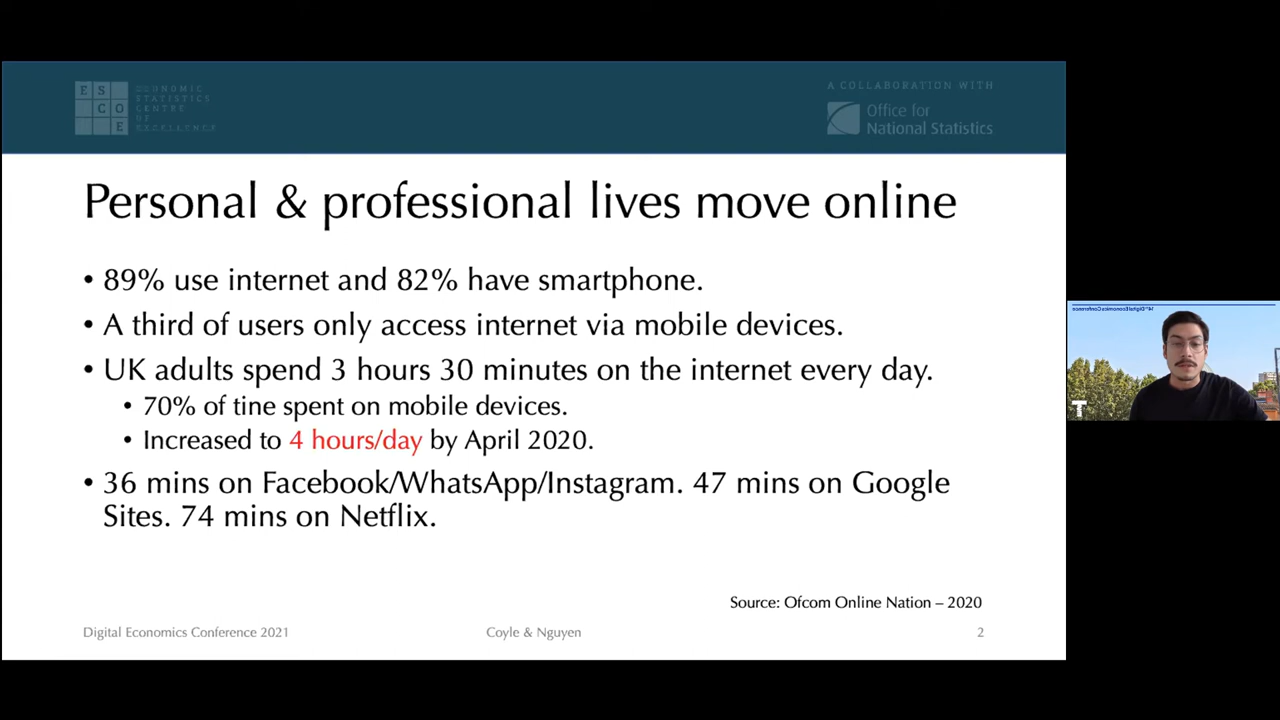 E S
C O
E
ECONOMIC
STATISTICS
CENTRE
OF
EXCELLENCE
A COLLABORATION WITH
Office for
National Statistics
Personal & professional lives move online
• 89% use internet and 82% have smartphone.
• A third of users only access internet via mobile devices.
• UK adults spend 3 hours 30 minutes on the internet every day.
• 70% of tine spent on mobile devices.
• Increased to 4 hours/day by April 2020.
• 36 mins on Facebook/WhatsApp/Instagram. 47 mins on Google
Sites. 74 mins on Netflix.
Source: Ofcom Online Nation – 2020
Digital Economics Conference 2021
Coyle & Nguyen
2
Digital Economics Conference